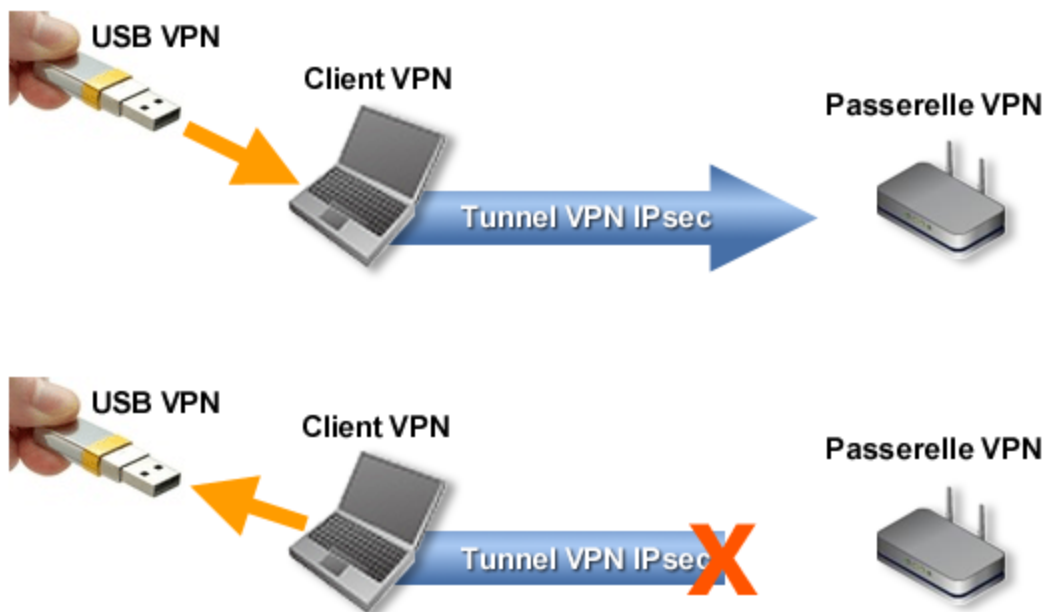 USB VPN
Client VPN
Passerelle VPN
Tunnel VPN IPsec
USB VPN
Client VPN
Passerelle VPN
Tunnel VPN IPsec
X